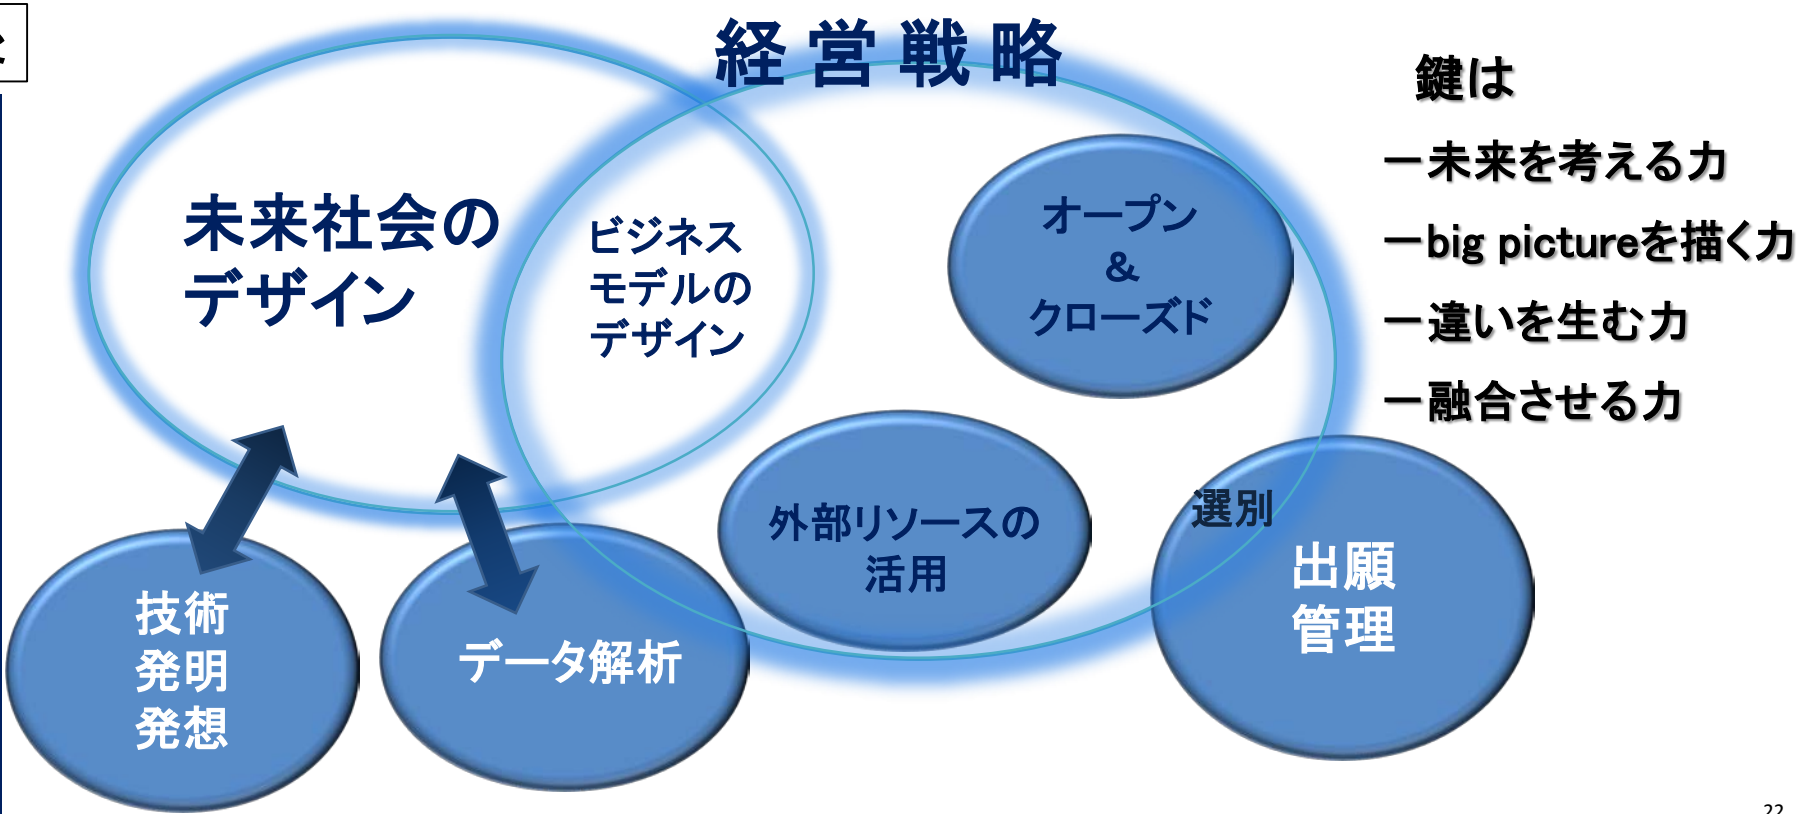 経営戦略
未来社会の
デザイン
ビジネス
モデルの
デザイン
オープン
&
クローズド
外部リソースの
活用
選別
出願
管理
技術
発明
発想
データ解析
鍵は
ー未来を考える力
ーbig pictureを描く力
ー違いを生む力
ー融合させる力
22